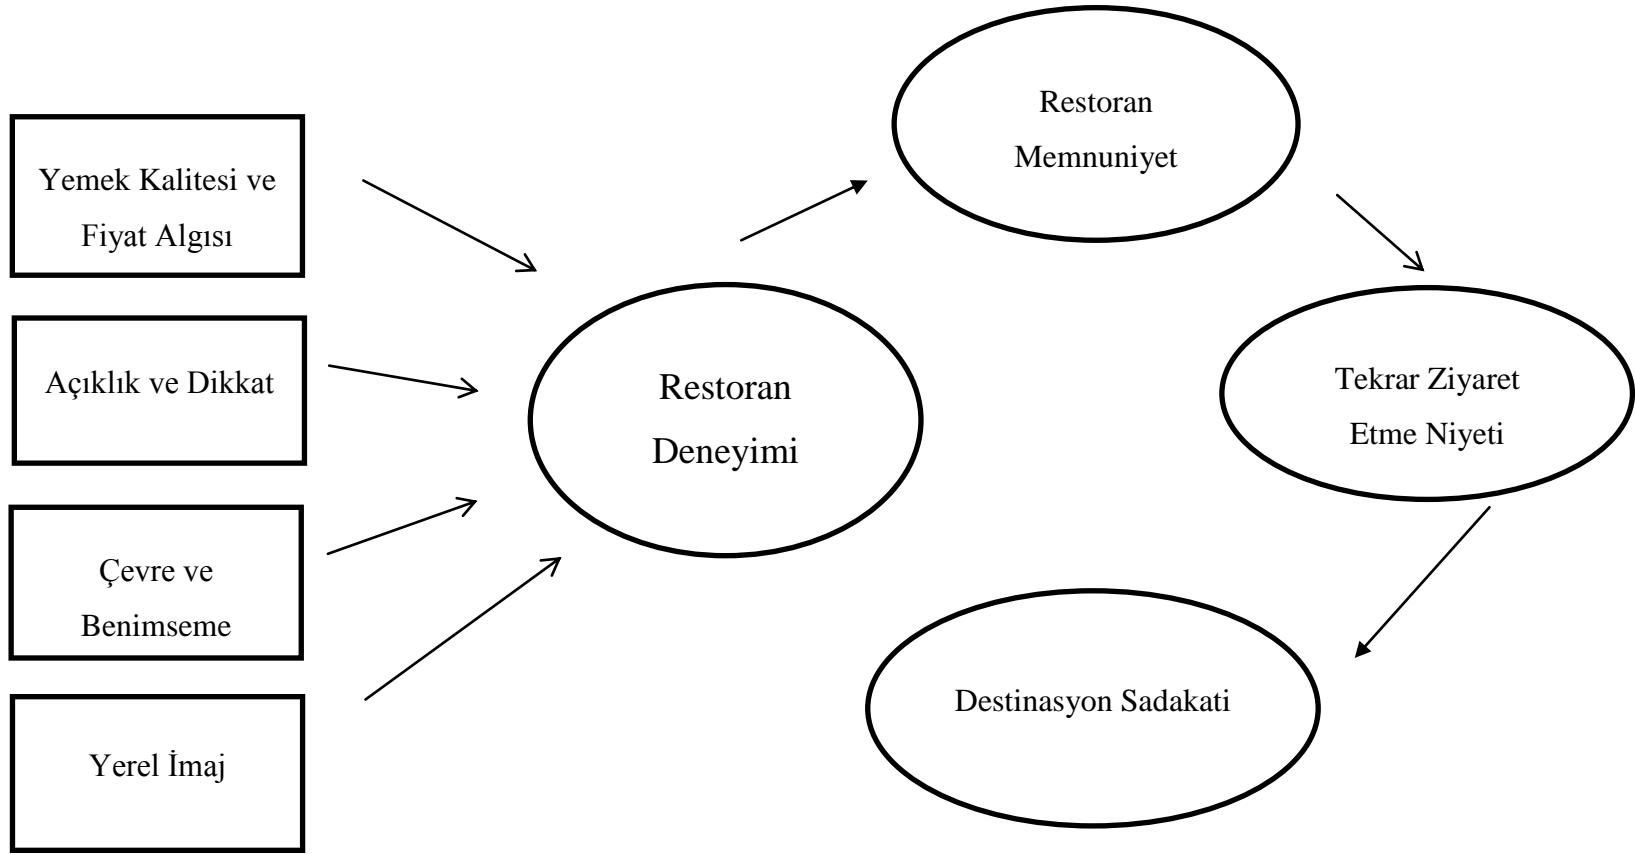 Yemek Kalitesi ve
Fiyat Algısı
Açıklık ve Dikkat
Çevre ve
Benimseme
Yerel İmaj
Restoran
Deneyimi
Restoran
Memnuniyet
Tekrar Ziyaret
Etme Niyeti
Destinasyon Sadakati